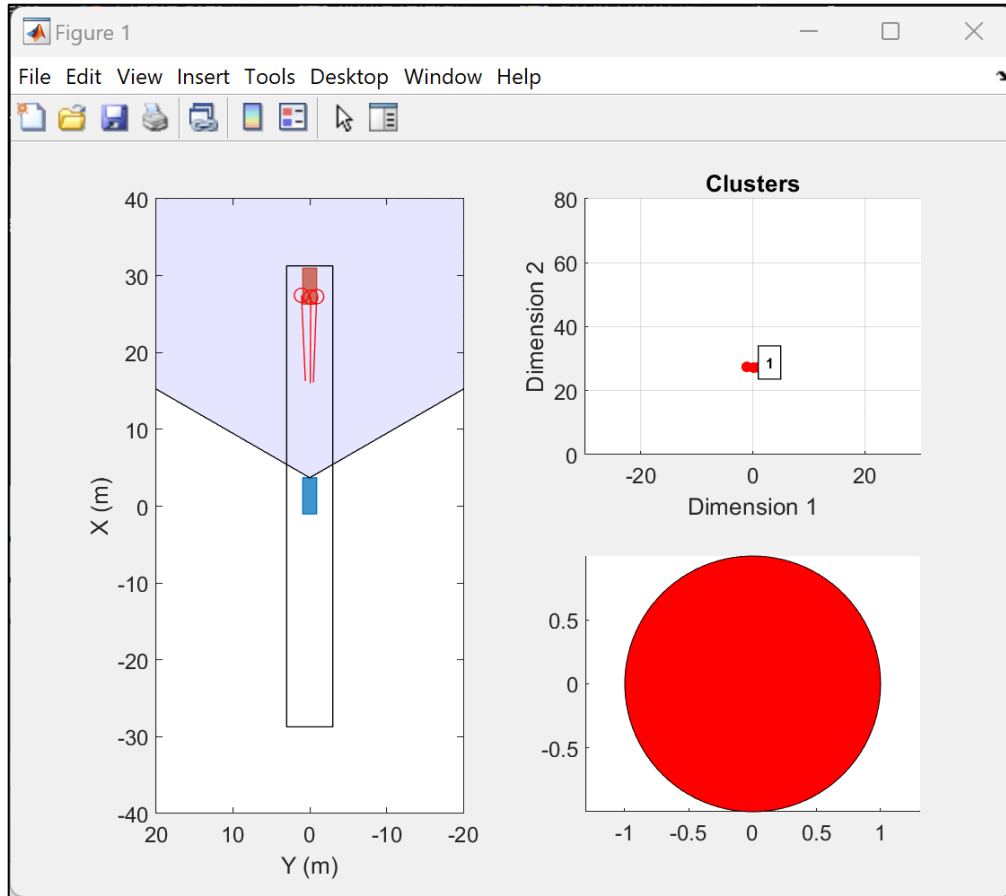 Figure 1
File Edit View Insert Tools Desktop Window Help
40
30
20
10
0
-10
-20
-30
-40
X (m)
20 10 0 -10 -20
Y (m)
Clusters
80
60
40
20
0
Dimension 2
1
-20 0 20
Dimension 1
0.5
0
-0.5
-1 -0.5 0 0.5 1